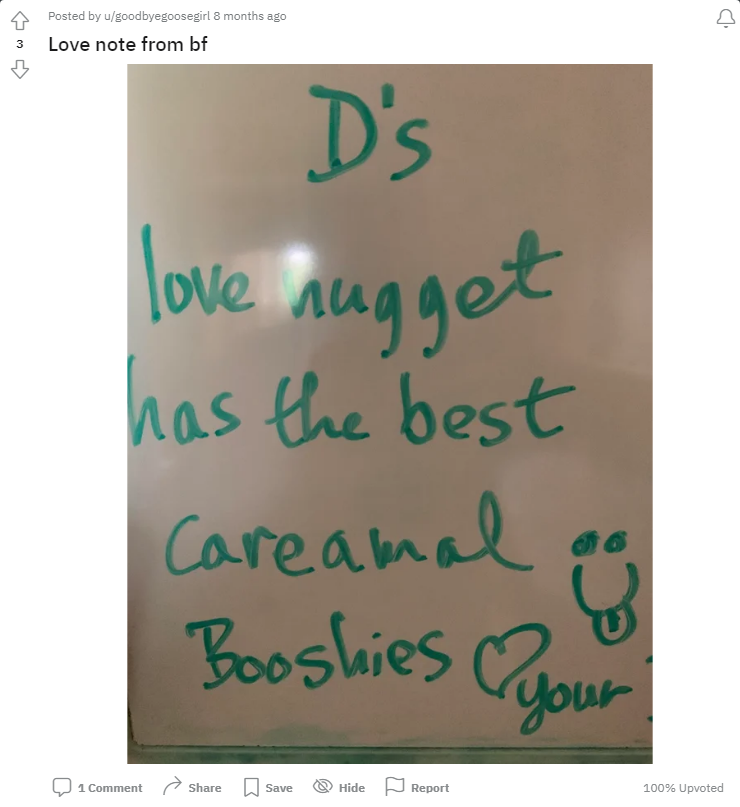 Posted by u/goodbyegoosegirl 8 months ago
3
Love note from bf
D's
love nugget
has the best
Careamal
Booshies
your
1 Comment Share Save Hide Report 100% Upvoted